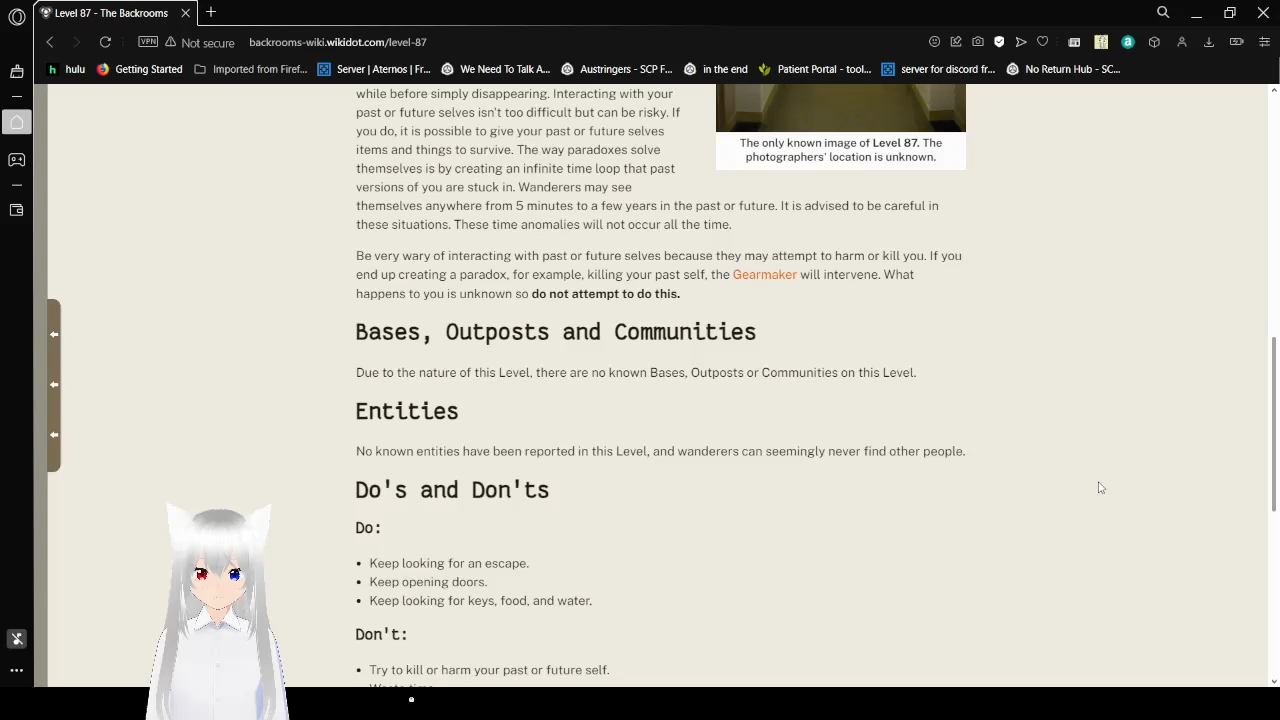 Level 87 - The Backrooms
VPN Not secure backrooms-wiki.wikidot.com/level-87
hulu Getting Started Imported from Firef... Server | Aternos | Fr... We Need To Talk A... Austringers - SCP F... in the end Patient Portal - tool... server for discord fr... No Return Hub - SC...
while before simply disappearing. Interacting with your
past or future selves isn't too difficult but can be risky. If
you do, it is possible to give your past or future selves
items and things to survive. The way paradoxes solve
themselves is by creating an infinite time loop that past
versions of you are stuck in. Wanderers may see
themselves anywhere from 5 minutes to a few years in the past or future. It is advised to be careful in
these situations. These time anomalies will not occur all the time.
The only known image of Level 87. The
photographers' location is unknown.
Be very wary of interacting with past or future selves because they may attempt to harm or kill you. If you
end up creating a paradox, for example, killing your past self, the Gearmaker will intervene. What
happens to you is unknown so do not attempt to do this.
Bases, Outposts and Communities
Due to the nature of this Level, there are no known Bases, Outposts or Communities on this Level.
Entities
No known entities have been reported in this Level, and wanderers can seemingly never find other people.
Do's and Don'ts
Do:
• Keep looking for an escape.
• Keep opening doors.
• Keep looking for keys, food, and water.
Don't:
• Try to kill or harm your past or future self.